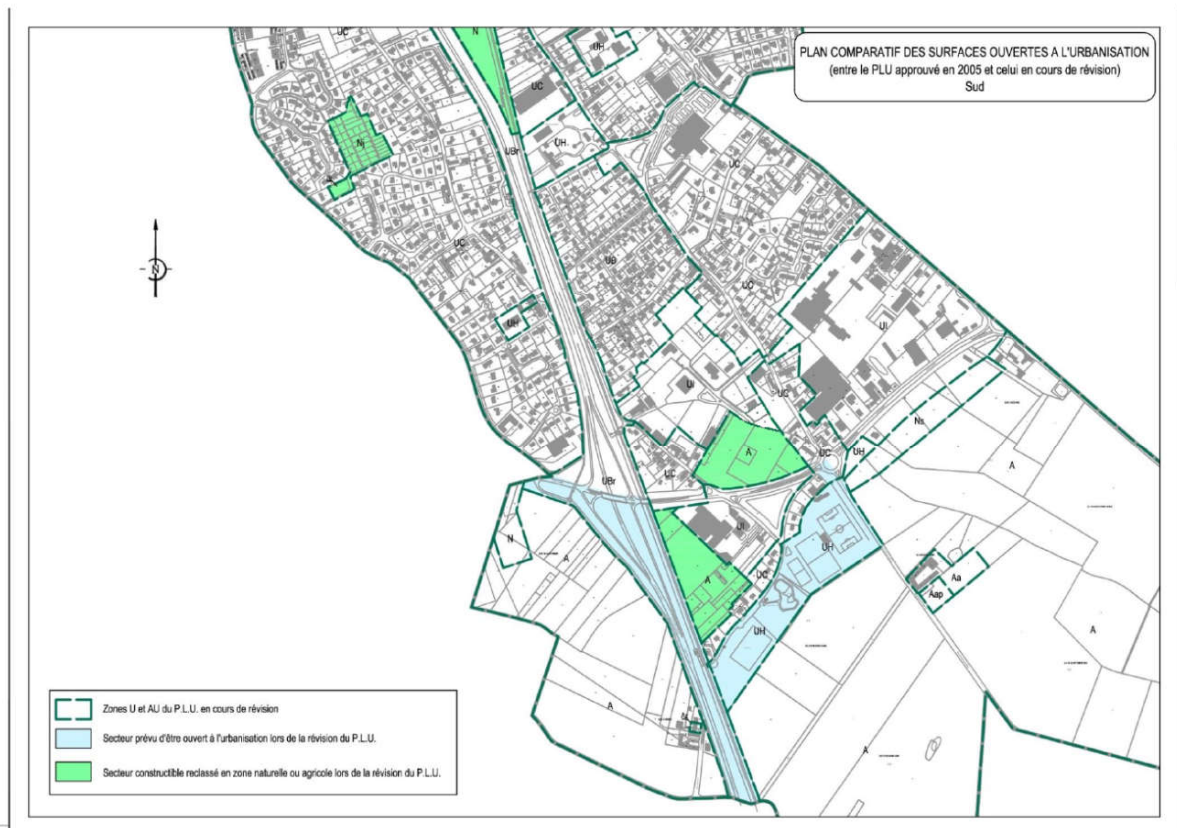 PLAN COMPARATIF DES SURFACES OUVERTES A L'URBANISATION
(entre le PLU approuvé en 2005 et celui en cours de révision)
Sud
UC
N
UH
UC
Nj
UBr
UH
UC
UC
UB
UC
UH
UI
UI
UC
Ns
A
UC
UH
A
UC
UBr
UI
UH
N
A
A
UC
Aa
Aap
UH
A
A
A
Zones U et AU du P.L.U. en cours de révision
Secteur prévu d'être ouvert à l'urbanisation lors de la révision du P.L.U.
Secteur constructible reclassé en zone naturelle ou agricole lors de la révision du P.L.U.